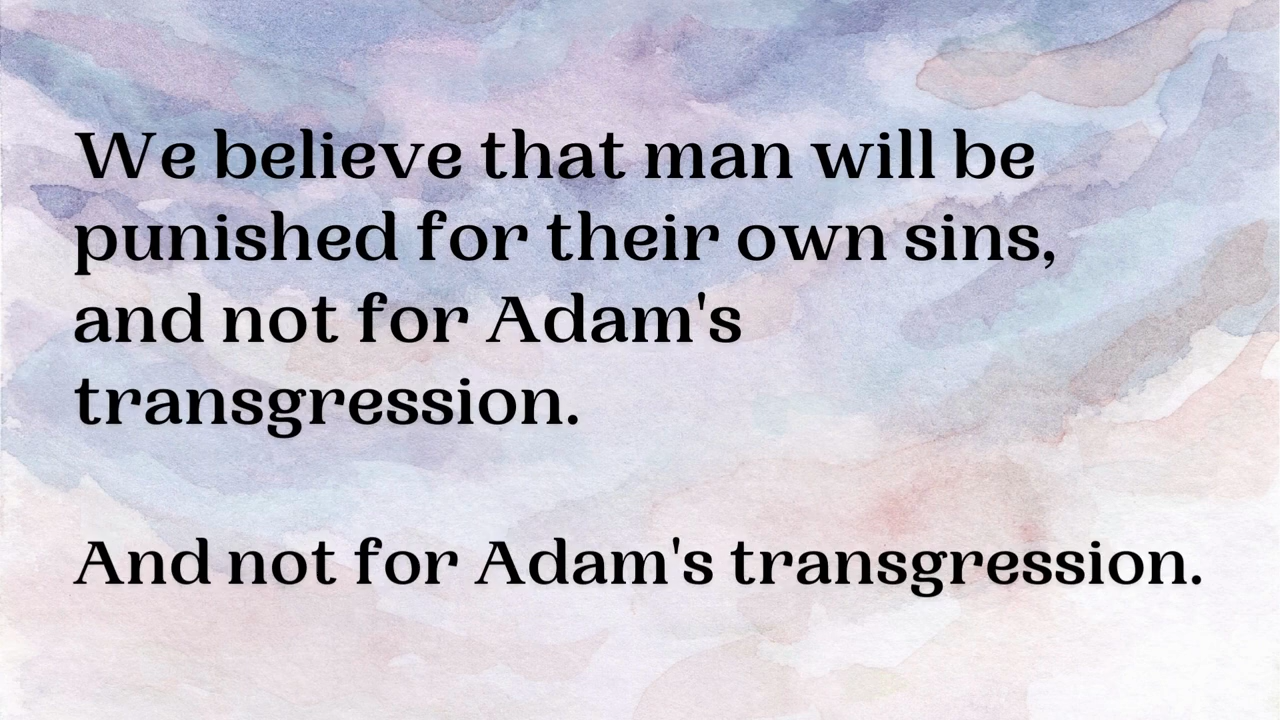 We believe that man will be
punished for their own sins,
and not for Adam's
transgression.
And not for Adam's transgression.